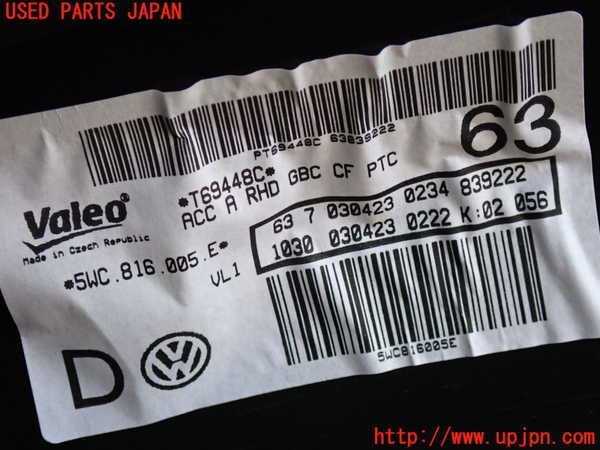 USED PARTS JAPAN
PT69448C 63839222
63
*T69448C*
ACC A RHD GBC CF PTC
Valeo
Made in Czech Republic
63 7 030423 0234 839222
1030 030423 0222 K:02 056
*5WC.816.005.E*
VL1
5WC816005E
D
VW
http://www.upjpn.com/